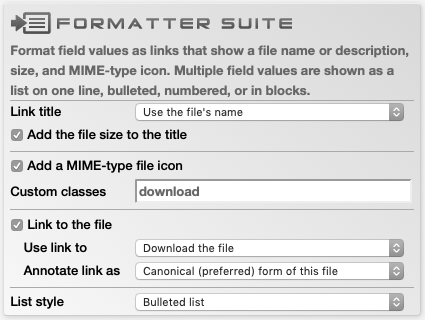 FORMATTER SUITE
Format field values as links that show a file name or description,
size, and MIME-type icon. Multiple field values are shown as a
list on one line, bulleted, numbered, or in blocks.
Link title Use the file's name
Add the file size to the title
Add a MIME-type file icon
Custom classes download
Link to the file
Use link to Download the file
Annotate link as Canonical (preferred) form of this file
List style Bulleted list